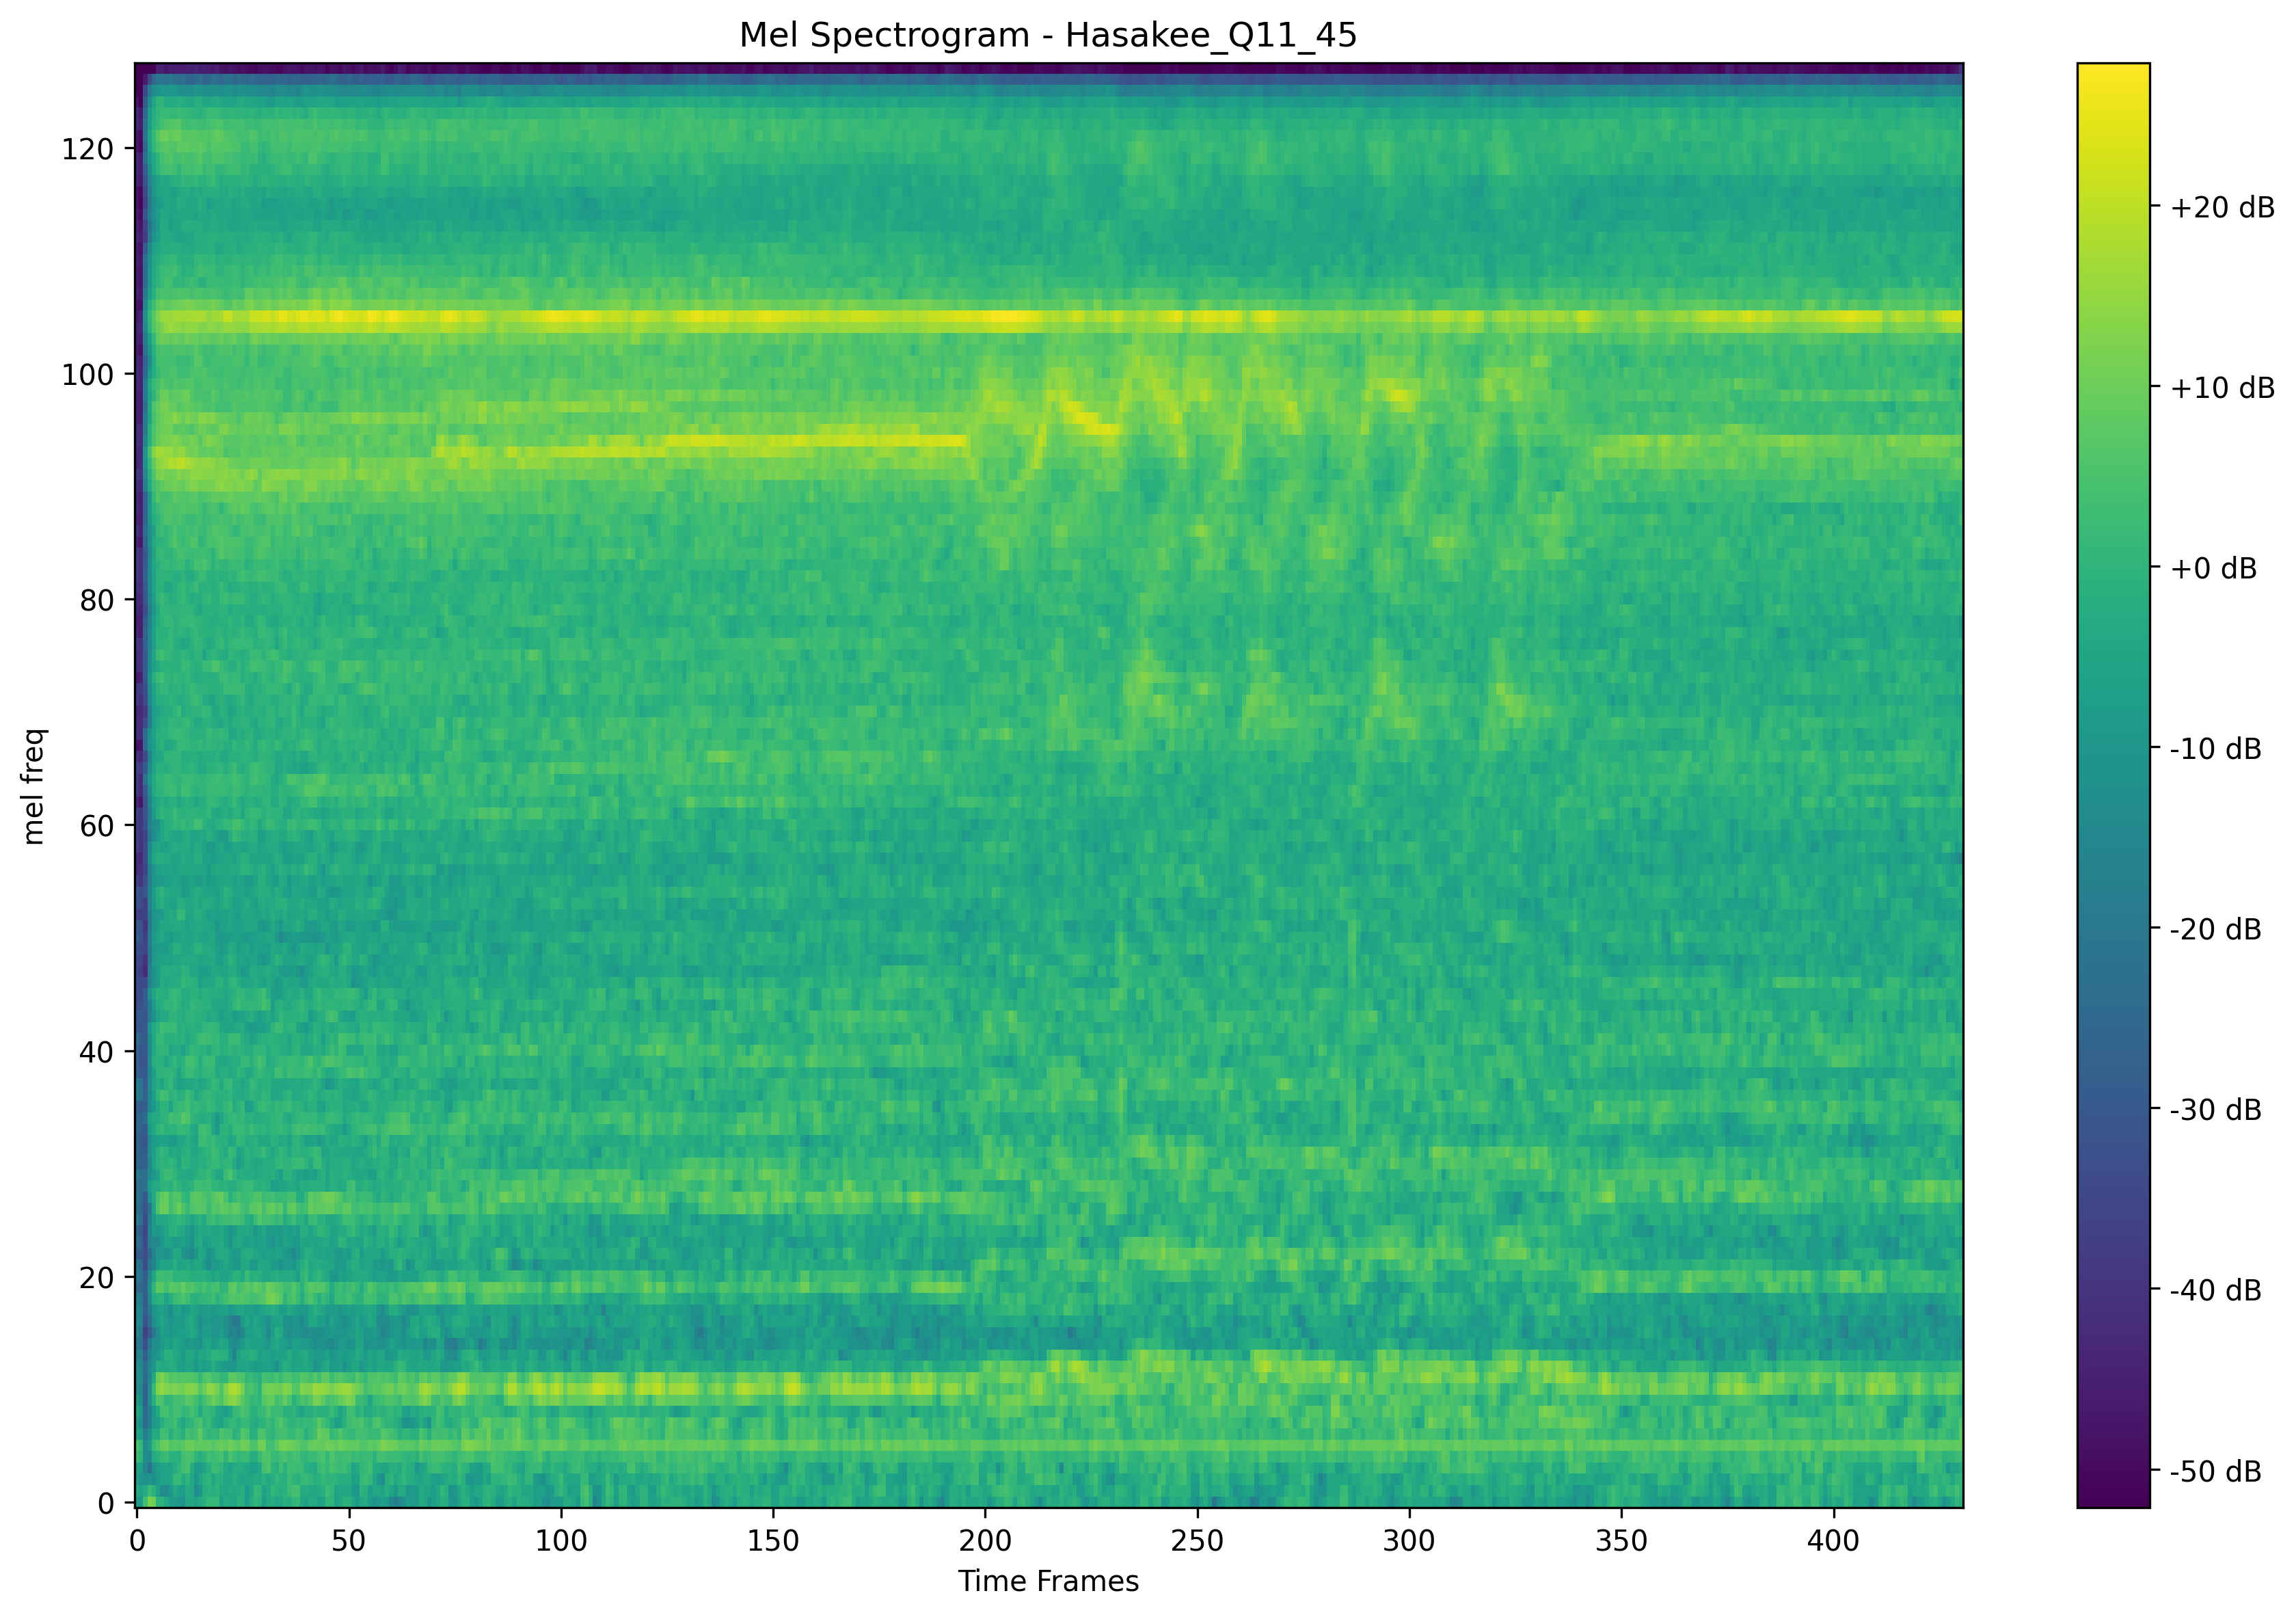 Mel Spectrogram - Hasakee_Q11_45
mel freq
120
100
80
60
40
20
0
0 50 100 150 200 250 300 350 400
Time Frames
+20 dB
+10 dB
+0 dB
-10 dB
-20 dB
-30 dB
-40 dB
-50 dB